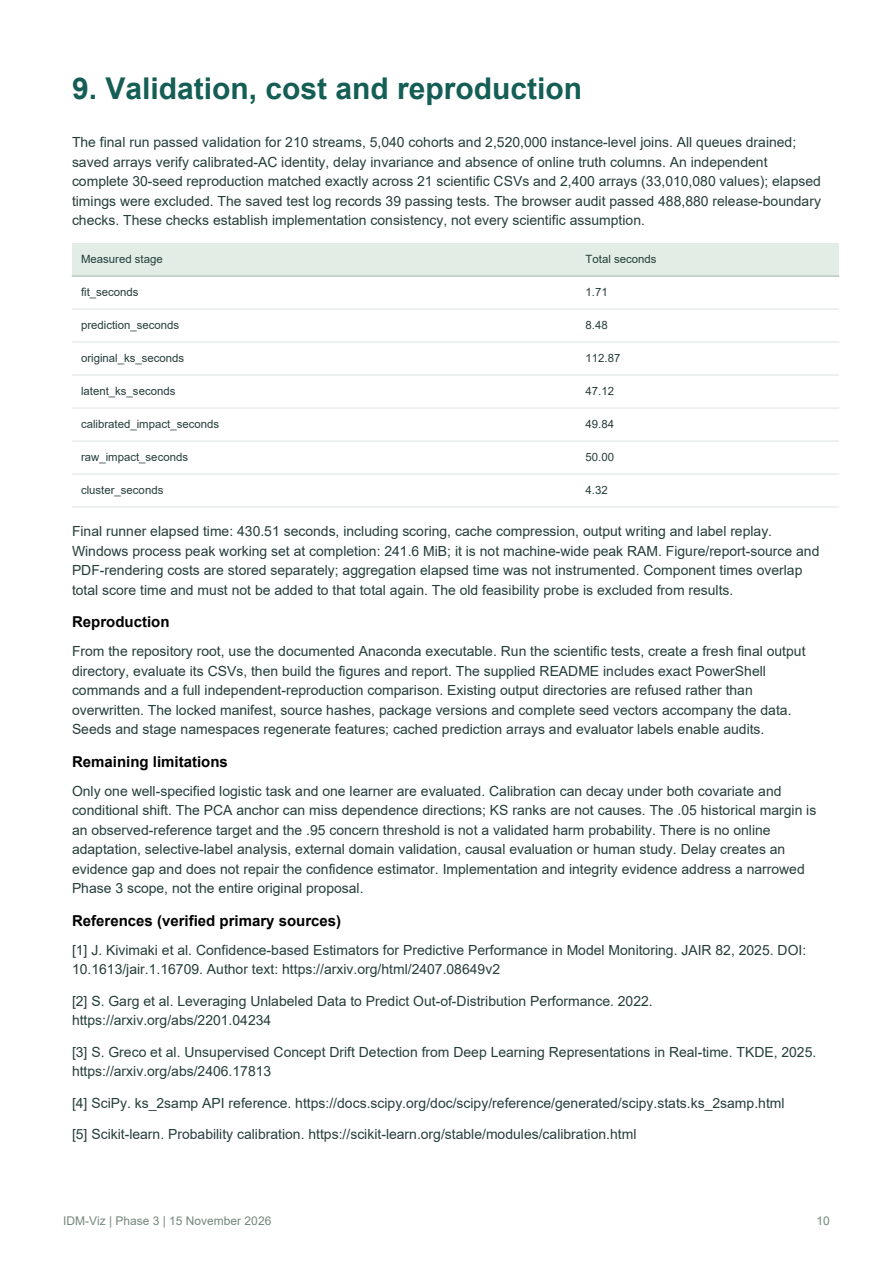 9. Validation, cost and reproduction
The final run passed validation for 210 streams, 5,040 cohorts and 2,520,000 instance-level joins. All queues drained;
saved arrays verify calibrated-AC identity, delay invariance and absence of online truth columns. An independent
complete 30-seed reproduction matched exactly across 21 scientific CSVs and 2,400 arrays (33,010,080 values); elapsed
timings were excluded. The saved test log records 39 passing tests. The browser audit passed 488,880 release-boundary
checks. These checks establish implementation consistency, not every scientific assumption.
Measured stage Total seconds
fit_seconds 1.71
prediction_seconds 8.48
original_ks_seconds 112.87
latent_ks_seconds 47.12
calibrated_impact_seconds 49.84
raw_impact_seconds 50.00
cluster_seconds 4.32
Final runner elapsed time: 430.51 seconds, including scoring, cache compression, output writing and label replay.
Windows process peak working set at completion: 241.6 MiB; it is not machine-wide peak RAM. Figure/report-source and
PDF-rendering costs are stored separately; aggregation elapsed time was not instrumented. Component times overlap
total score time and must not be added to that total again. The old feasibility probe is excluded from results.
Reproduction
From the repository root, use the documented Anaconda executable. Run the scientific tests, create a fresh final output
directory, evaluate its CSVs, then build the figures and report. The supplied README includes exact PowerShell
commands and a full independent-reproduction comparison. Existing output directories are refused rather than
overwritten. The locked manifest, source hashes, package versions and complete seed vectors accompany the data.
Seeds and stage namespaces regenerate features; cached prediction arrays and evaluator labels enable audits.
Remaining limitations
Only one well-specified logistic task and one learner are evaluated. Calibration can decay under both covariate and
conditional shift. The PCA anchor can miss dependence directions; KS ranks are not causes. The .05 historical margin is
an observed-reference target and the .95 concern threshold is not a validated harm probability. There is no online
adaptation, selective-label analysis, external domain validation, causal evaluation or human study. Delay creates an
evidence gap and does not repair the confidence estimator. Implementation and integrity evidence address a narrowed
Phase 3 scope, not the entire original proposal.
References (verified primary sources)
[1] J. Kivimaki et al. Confidence-based Estimators for Predictive Performance in Model Monitoring. JAIR 82, 2025. DOI:
10.1613/jair.1.16709. Author text: https://arxiv.org/html/2407.08649v2
[2] S. Garg et al. Leveraging Unlabeled Data to Predict Out-of-Distribution Performance. 2022.
https://arxiv.org/abs/2201.04234
[3] S. Greco et al. Unsupervised Concept Drift Detection from Deep Learning Representations in Real-time. TKDE, 2025.
https://arxiv.org/abs/2406.17813
[4] SciPy. ks_2samp API reference. https://docs.scipy.org/doc/scipy/reference/generated/scipy.stats.ks_2samp.html
[5] Scikit-learn. Probability calibration. https://scikit-learn.org/stable/modules/calibration.html
IDM-Viz | Phase 3 | 15 November 2026 10